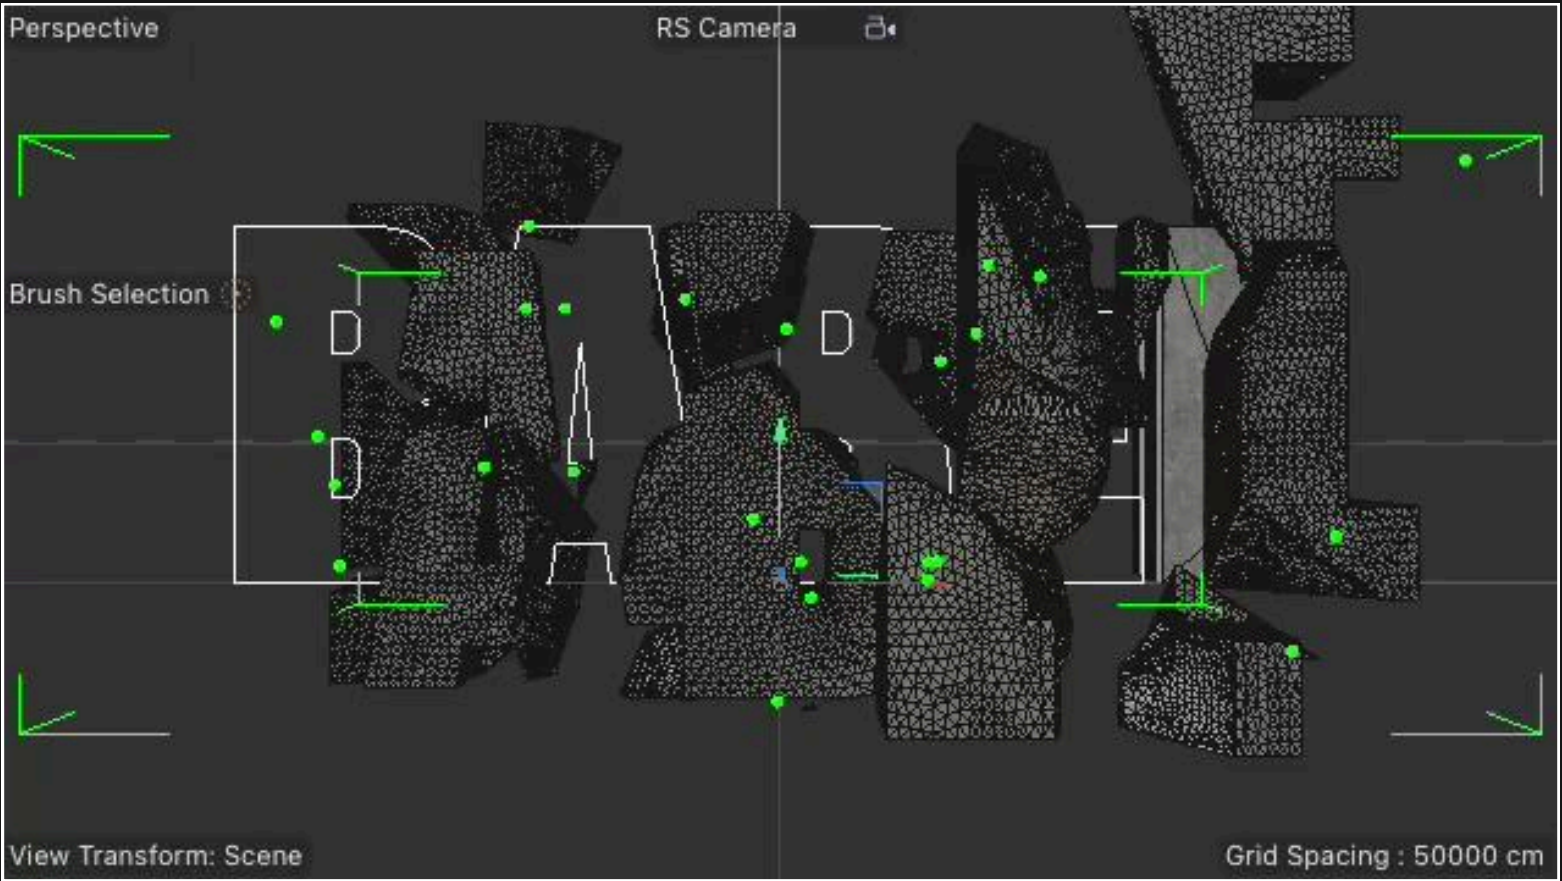 Perspective
RS Camera
Brush Selection
View Transform: Scene
Grid Spacing : 50000 cm